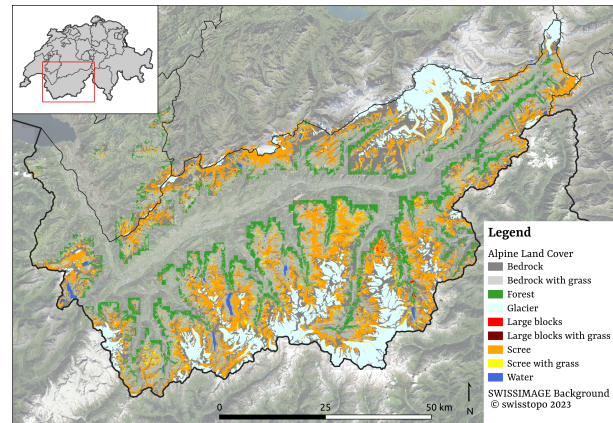 Legend
Alpine Land Cover
Bedrock
Bedrock with grass
Forest
Glacier
Large blocks
Large blocks with grass
Scree
Scree with grass
Water
SWISSIMAGE Background
© swisstopo 2023
0 25 50 km
N